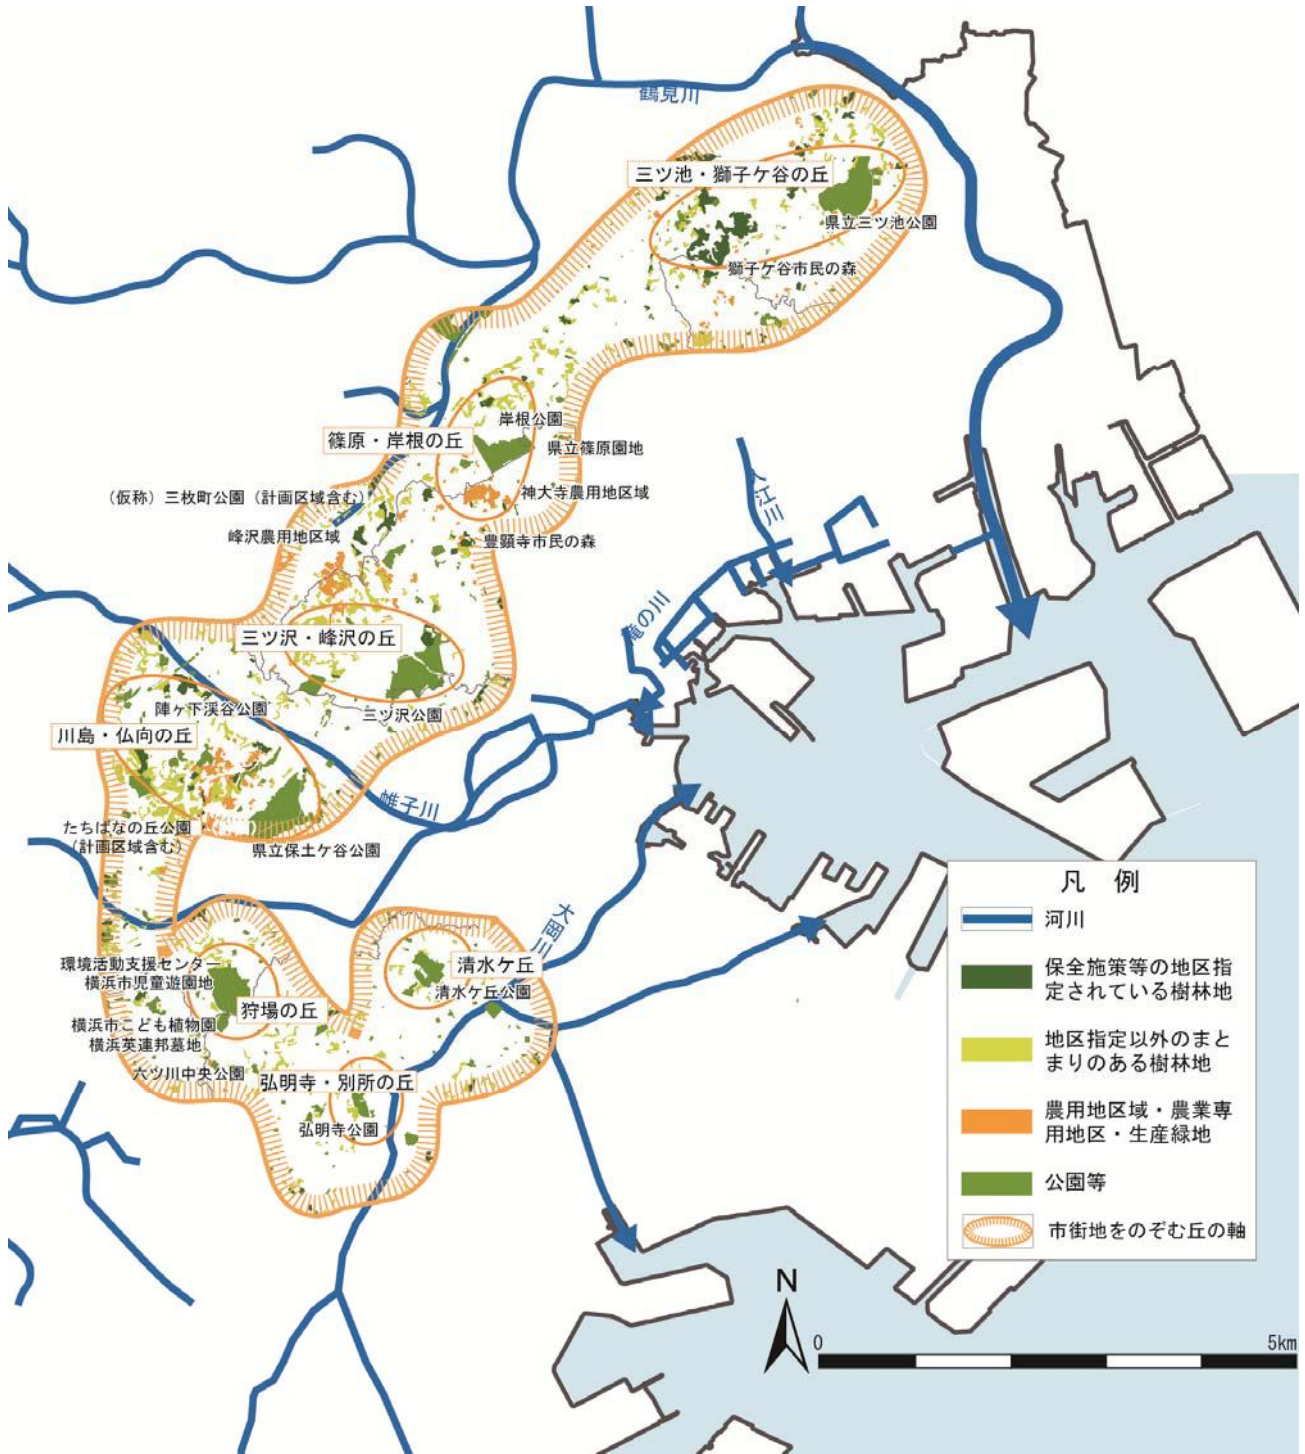 鶴見川
三ツ池・獅子ケ谷の丘
県立三ツ池公園
獅子ケ谷市民の森
岸根公園
篠原・岸根の丘
県立篠原園地
(仮称)三枚町公園(計画区域含む)
神大寺農用地区域
峰沢農用地区域
豊顕寺市民の森
入江川
滝の川
三ツ沢・峰沢の丘
陣ヶ下渓谷公園
三ツ沢公園
川島・仏向の丘
帷子川
たちばなの丘公園
(計画区域含む)
県立保土ケ谷公園
大岡川
環境活動支援センター
横浜市児童遊園地
清水ケ丘
清水ケ丘公園
狩場の丘
横浜市こども植物園
横浜英連邦墓地
六ツ川中央公園
弘明寺・別所の丘
弘明寺公園
凡 例
河川
保全施策等の地区指
定されている樹林地
地区指定以外のまと
まりのある樹林地
農用地区域・農業専
用地区・生産緑地
公園等
市街地をのぞむ丘の軸
N
0
5km